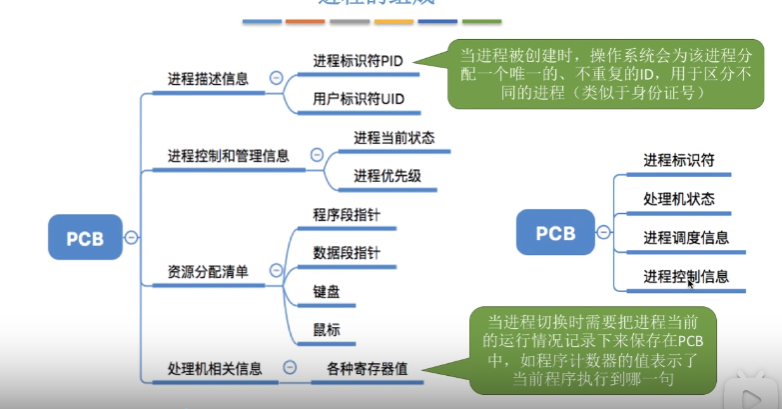 进程的组成
进程描述信息
进程标识符PID
用户标识符UID
当进程被创建时，操作系统会为该进程分
配一个唯一的、不重复的ID，用于区分不
同的进程（类似于身份证号）
进程控制和管理信息
进程当前状态
进程优先级
PCB
资源分配清单
程序段指针
数据段指针
键盘
鼠标
处理机相关信息
各种寄存器值
PCB
进程标识符
处理机状态
进程调度信息
进程控制信息
当进程切换时需要把进程当前
的运行情况记录下来保存在PCB
中，如程序计数器的值表示了
当前程序执行到哪一句